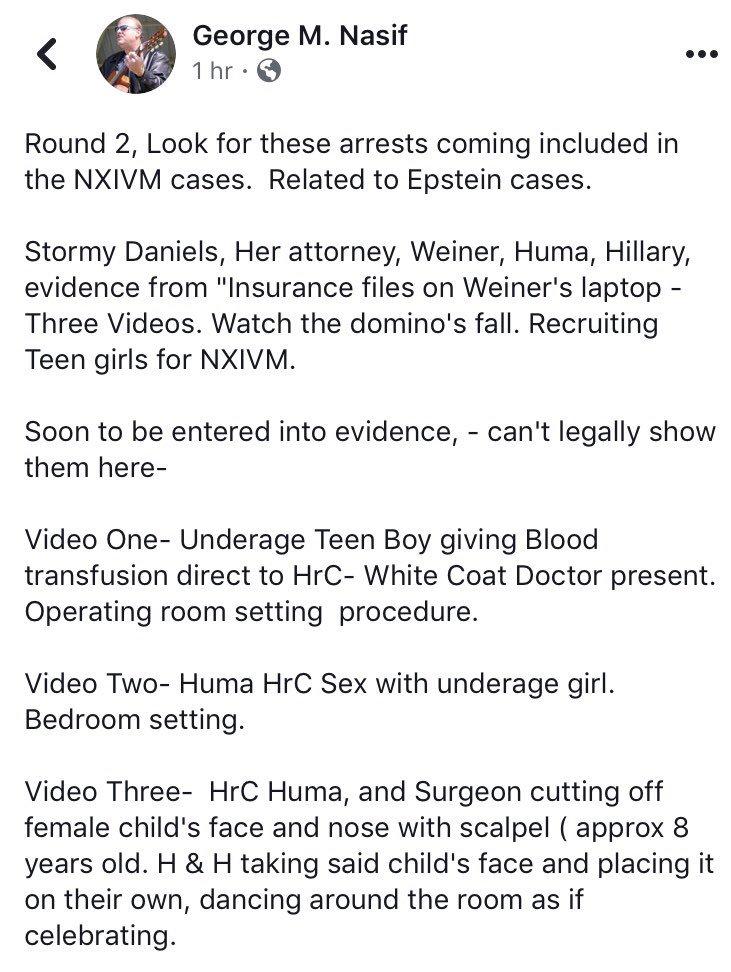 George M. Nasif
1 hr ·
Round 2, Look for these arrests coming included in
the NXIVM cases.  Related to Epstein cases.
Stormy Daniels, Her attorney, Weiner, Huma, Hillary,
evidence from "Insurance files on Weiner's laptop -
Three Videos. Watch the domino's fall. Recruiting
Teen girls for NXIVM.
Soon to be entered into evidence, - can't legally show
them here-
Video One- Underage Teen Boy giving Blood
transfusion direct to HrC- White Coat Doctor present.
Operating room setting  procedure.
Video Two- Huma HrC Sex with underage girl.
Bedroom setting.
Video Three-  HrC Huma, and Surgeon cutting off
female child's face and nose with scalpel ( approx 8
years old. H & H taking said child's face and placing it
on their own, dancing around the room as if
celebrating.